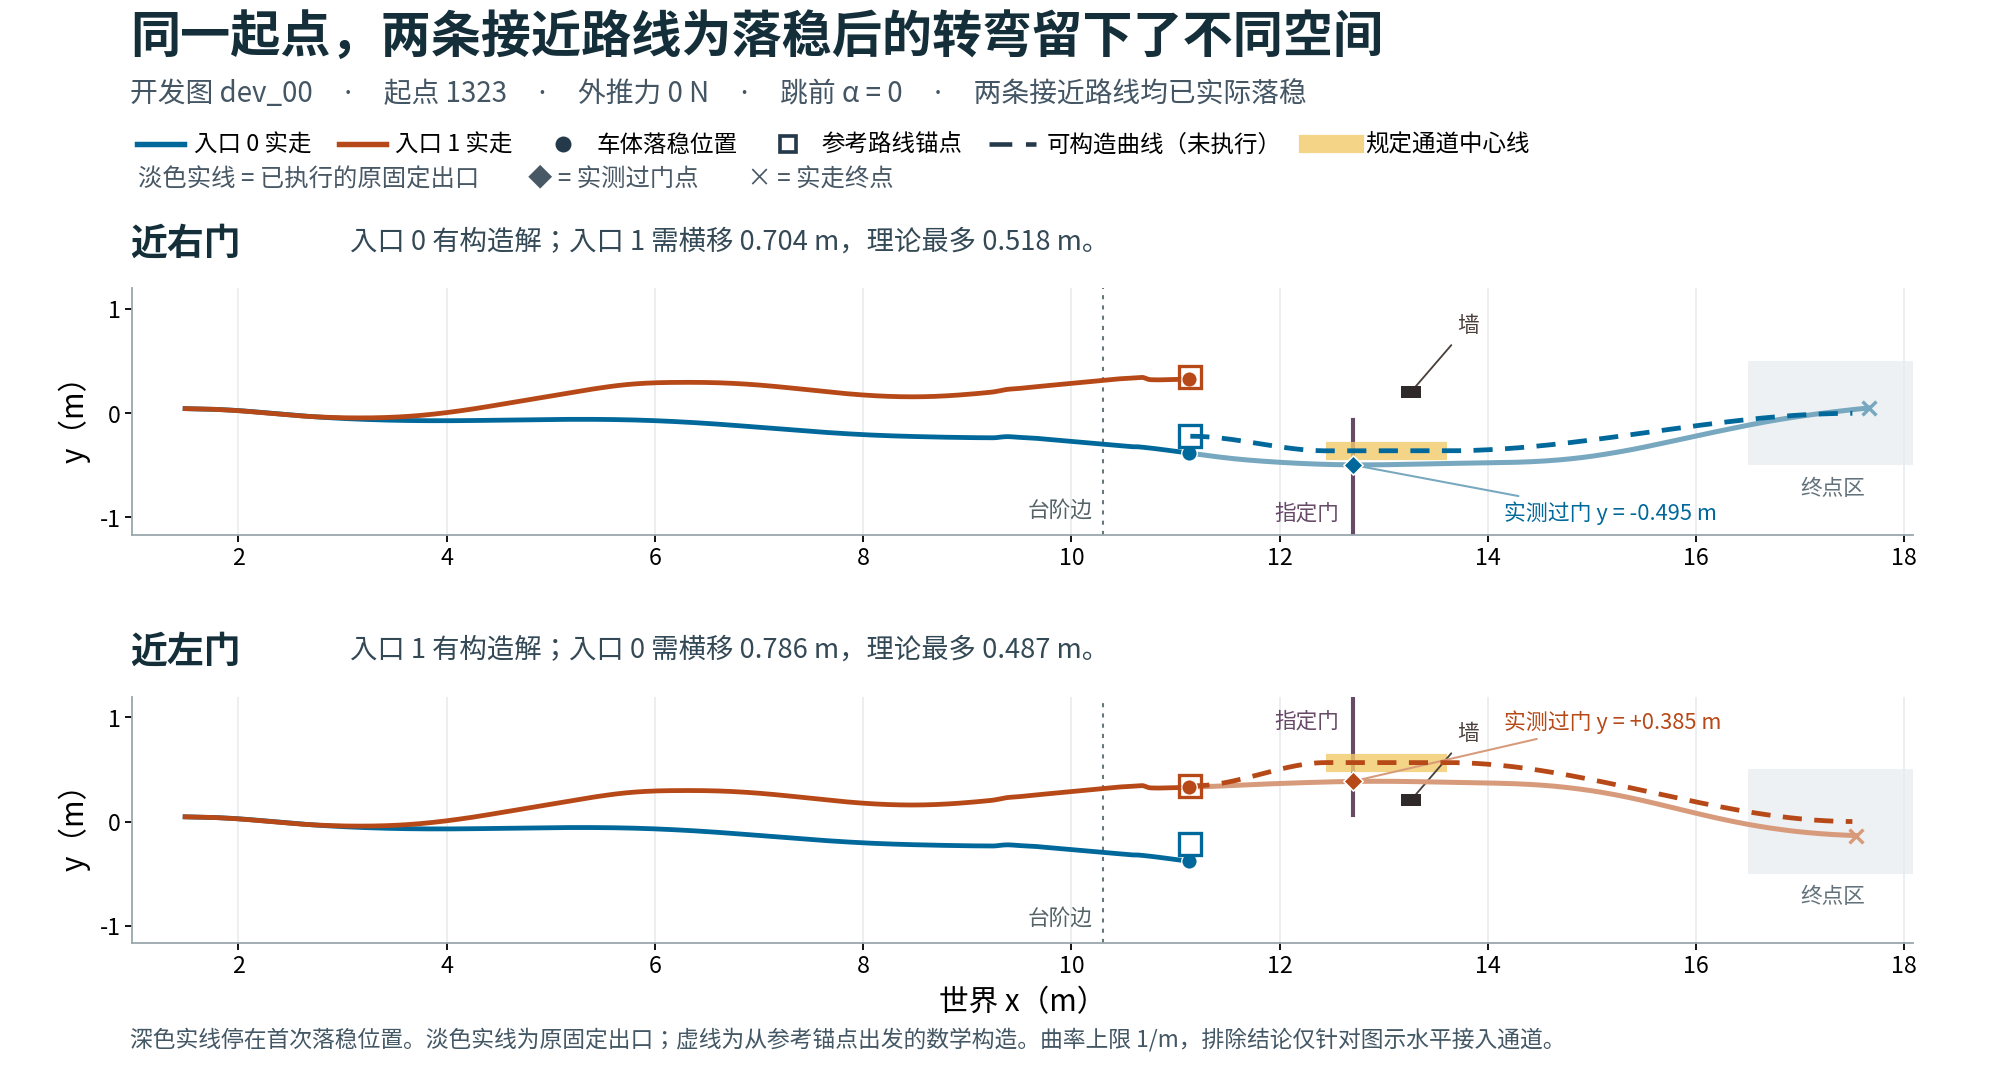 同一起点，两条接近路线为落稳后的转弯留下了不同空间
开发图 dev_00 · 起点 1323 · 外推力 0 N · 跳前 α = 0 · 两条接近路线均已实际落稳
入口 0 实走 入口 1 实走 车体落稳位置 参考路线锚点 可构造曲线（未执行） 规定通道中心线
淡色实线 = 已执行的原固定出口 ◆ = 实测过门点 × = 实走终点
近右门 入口 0 有构造解；入口 1 需横移 0.704 m，理论最多 0.518 m。
1
0
-1
y（m）
墙
台阶边
指定门
实测过门 y = -0.495 m
终点区
2 4 6 8 10 12 14 16 18
近左门 入口 1 有构造解；入口 0 需横移 0.786 m，理论最多 0.487 m。
1
0
-1
y（m）
指定门
墙
实测过门 y = +0.385 m
台阶边
终点区
2 4 6 8 10 12 14 16 18
世界 x（m）
深色实线停在首次落稳位置。淡色实线为原固定出口；虚线为从参考锚点出发的数学构造。曲率上限 1/m，排除结论仅针对图示水平接入通道。